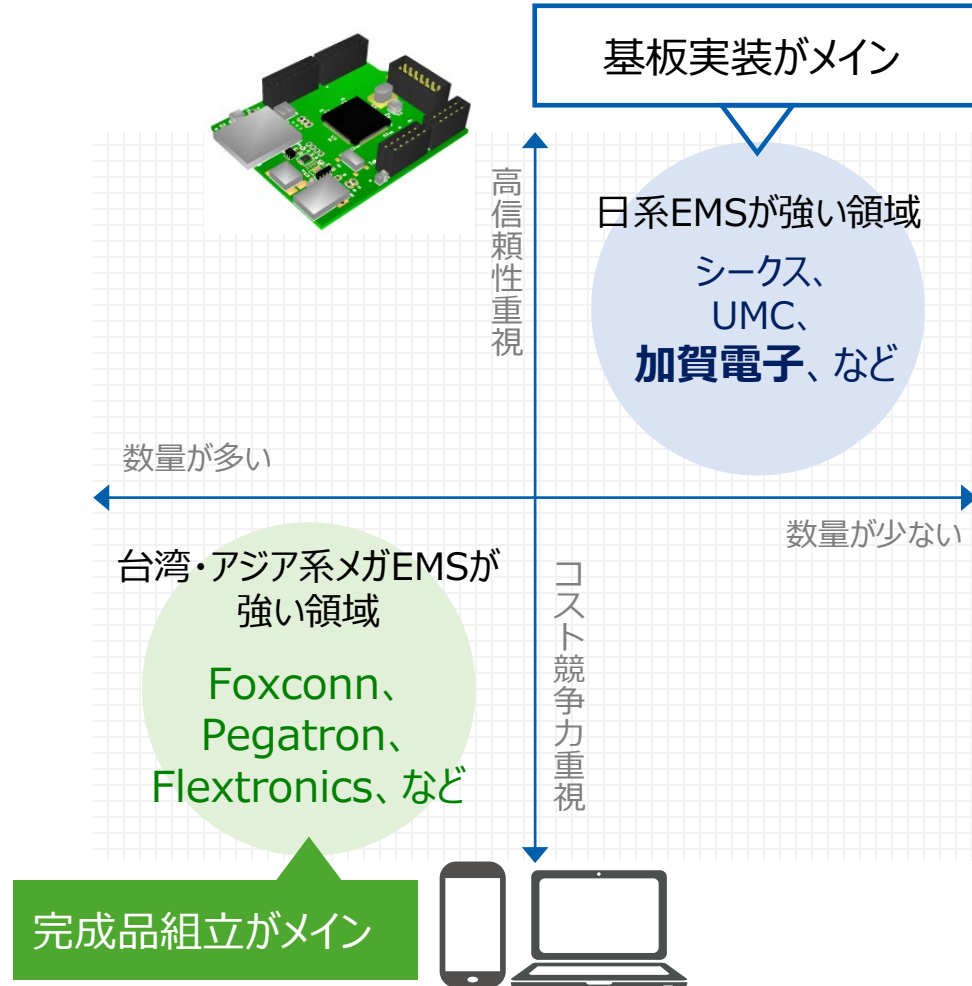 基板実装がメイン
高信頼性重視
日系EMSが強い領域
シークス、
UMC、
加賀電子、など
数量が多い
数量が少ない
台湾・アジア系メガEMSが
強い領域
Foxconn、
Pegatron、
Flextronics、など
コスト競争力重視
完成品組立がメイン